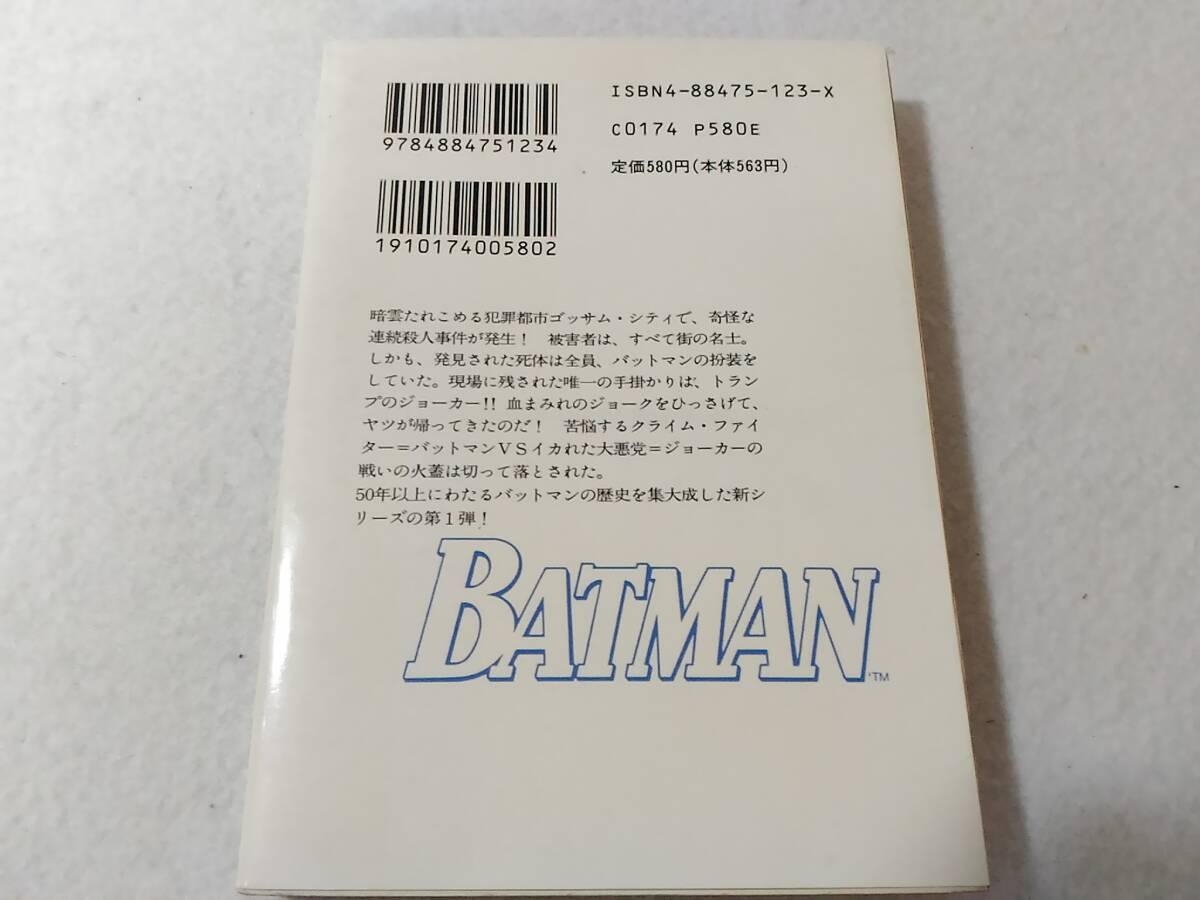 ISBN4-88475-123-X
9784884751234
C0174 P580E
定価580円(本体563円)
1910174005802
暗雲たれこめる犯罪都市ゴッサム・シティで、奇怪な
連続殺人事件が発生！　被害者は、すべて街の名士。
しかも、発見された死体は全員、バットマンの扮装を
していた。現場に残された唯一の手掛かりは、トラン
プのジョーカー!! 血まみれのジョークをひっさげて、
ヤツが帰ってきたのだ！　苦悩するクライム・ファイ
ター＝バットマンＶＳイカれた大悪党＝ジョーカーの
戦いの火蓋は切って落とされた。
50年以上にわたるバットマンの歴史を集大成した新シ
リーズの第１弾！
BATMAN™